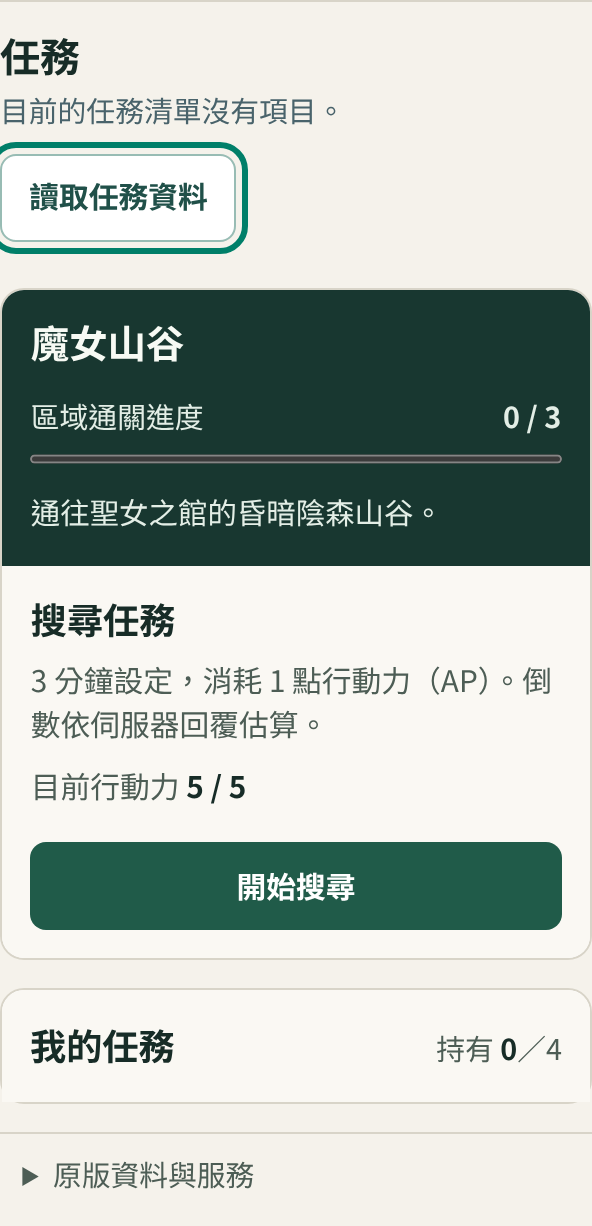 任務
目前的任務清單沒有項目。
讀取任務資料
魔女山谷
區域通關進度 0 / 3
通往聖女之館的昏暗陰森山谷。
搜尋任務
3 分鐘設定，消耗 1 點行動力（AP）。倒
數依伺服器回覆估算。
目前行動力 5 / 5
開始搜尋
我的任務 持有 0／4
▶ 原版資料與服務